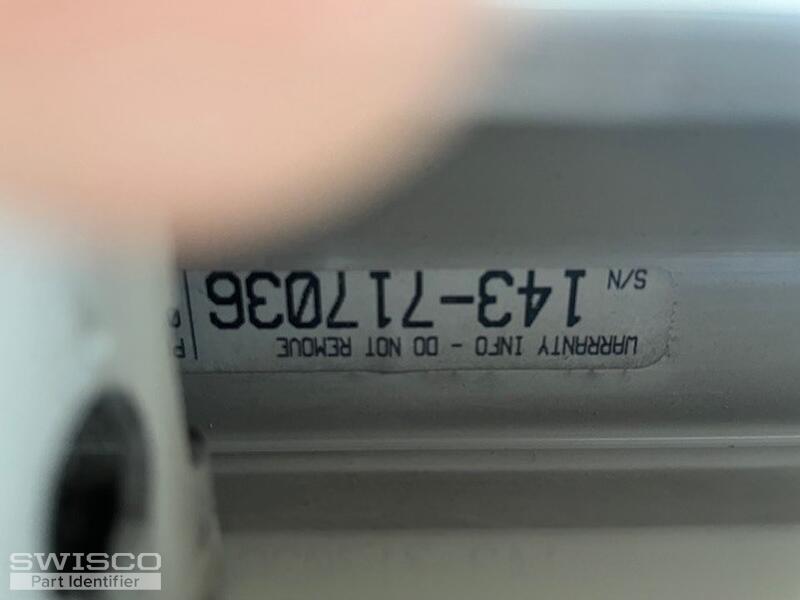 WARRANTY INFO - DO NOT REMOVE
S/N 143-717036
SWISCO
Part Identifier